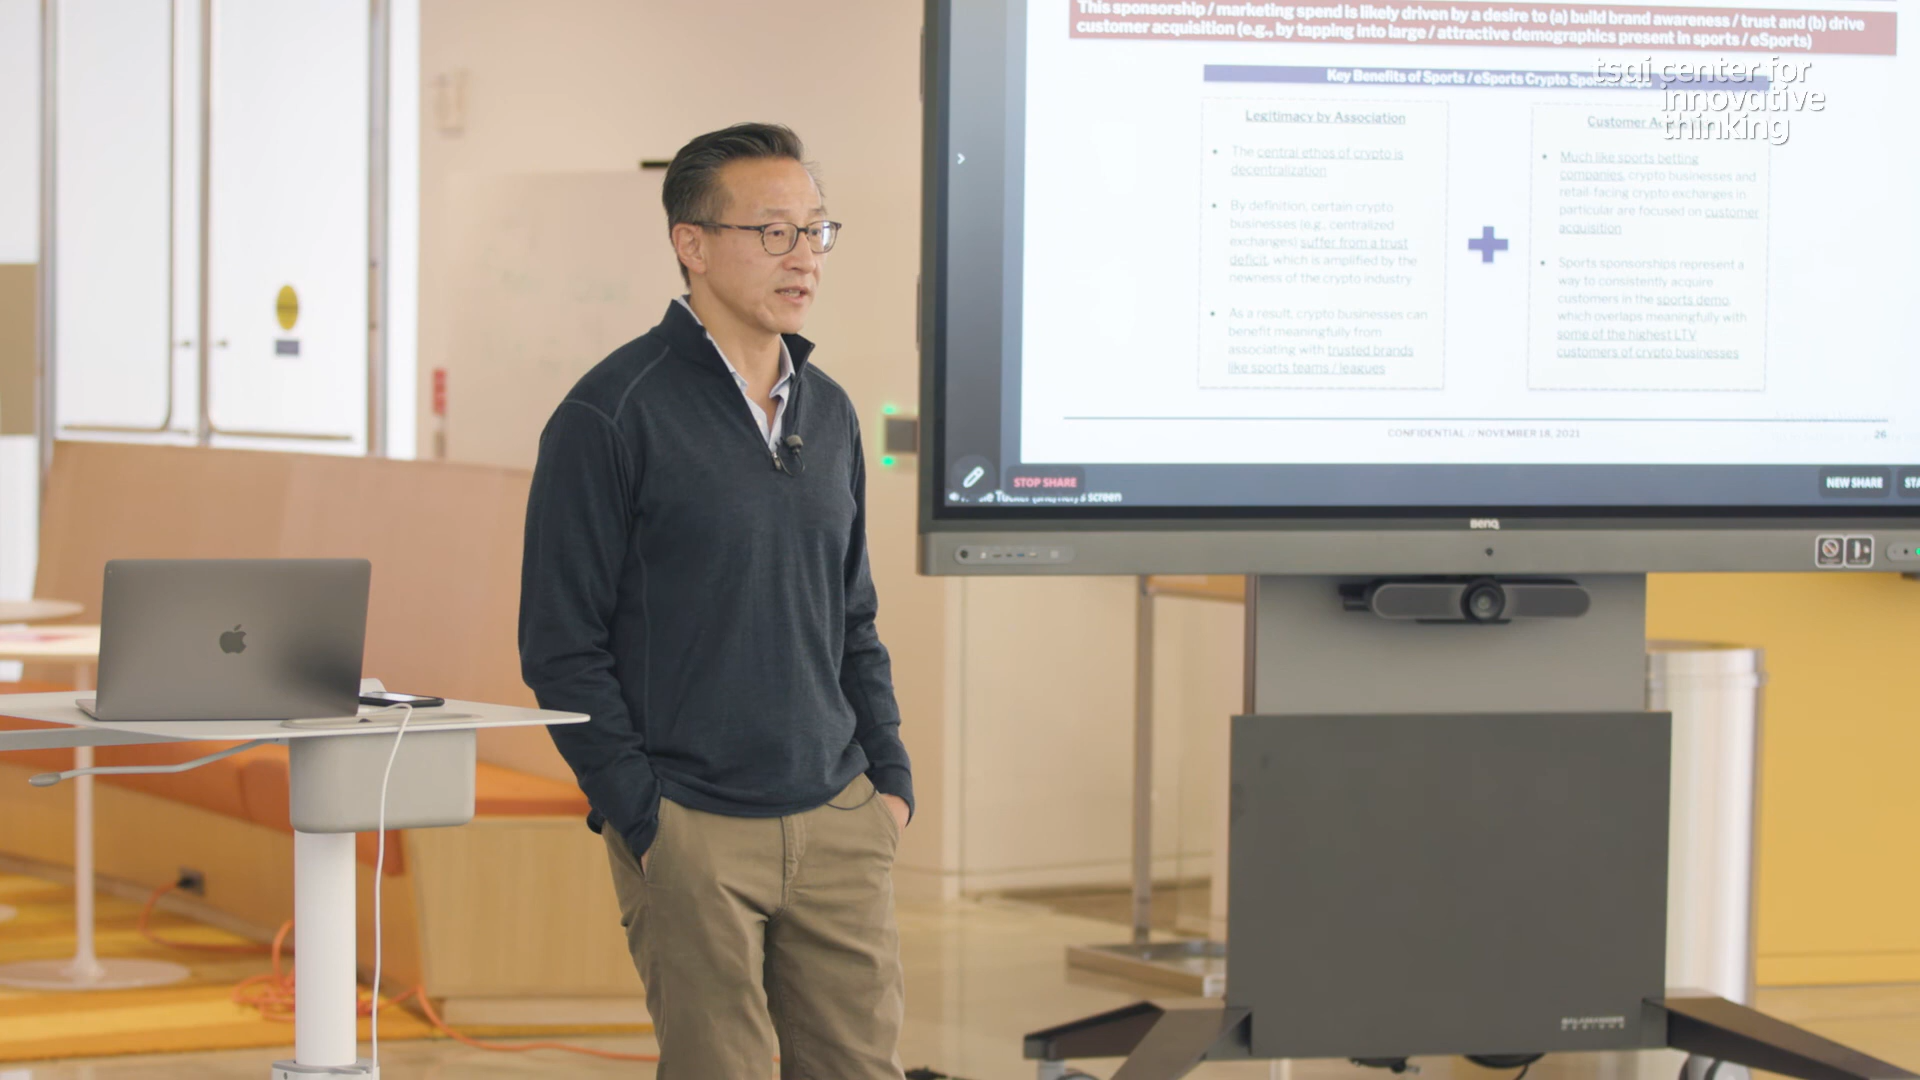 This sponsorship / marketing spend is likely driven by a desire to (a) build brand awareness / trust and (b) drive
customer acquisition (e.g., by tapping into large / attractive demographics present in sports / eSports)
tsai center for
innovative
thinking
Key Benefits of Sports / eSports Crypto
Legitimacy by Association
• The central ethos of crypto is
decentralization
• By definition, certain crypto
businesses (e.g., centralized
exchanges) suffer from a trust
deficit, which is amplified by the
newness of the crypto industry
• As a result, crypto businesses can
benefit meaningfully from
associating with trusted brands
like sports teams / leagues
Customer
• Much like sports betting
companies, crypto businesses and
retail-facing crypto exchanges in
particular are focused on customer
acquisition
• Sports sponsorships represent a
way to consistently acquire
customers in the sports demo
which overlaps meaningfully with
some of the highest LTV
customers of crypto businesses
CONFIDENTIAL // NOVEMBER 18, 2021
26
STOP SHARE
NEW SHARE
screen
BenQ